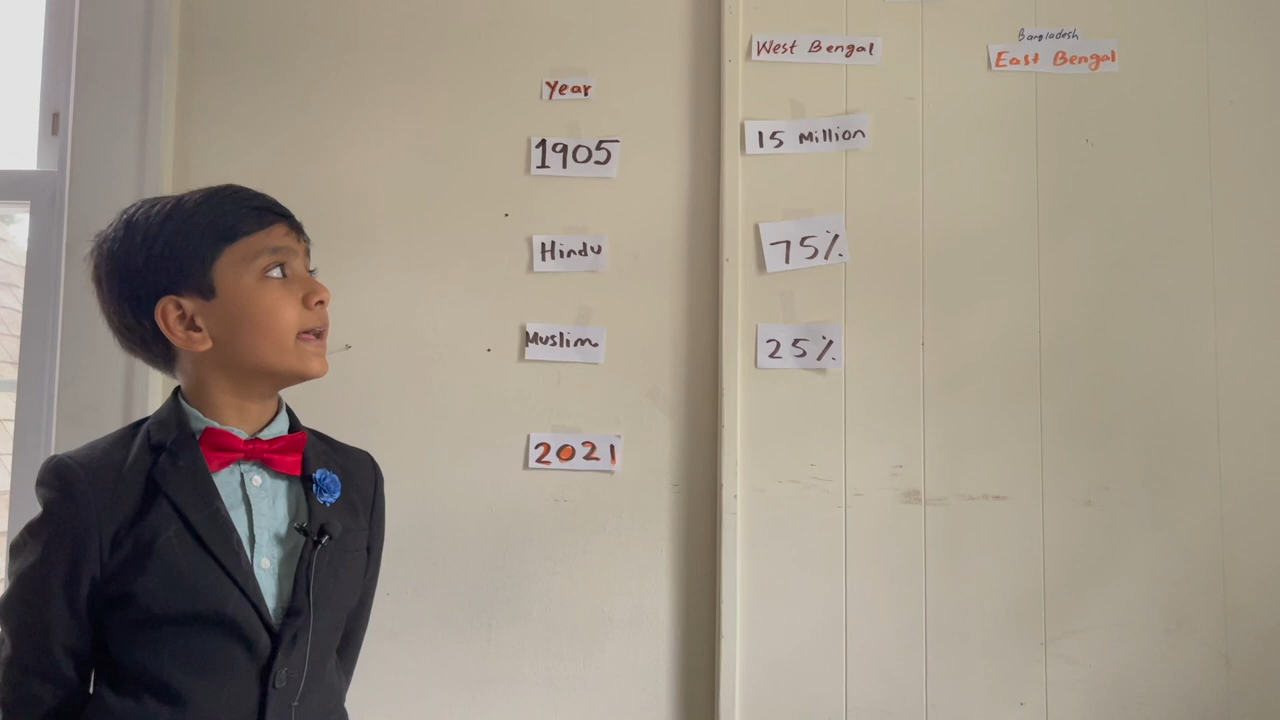 West Bengal
Bangladesh
East Bengal
Year
1905
15 Million
Hindu
75%
Muslim
25%
2021